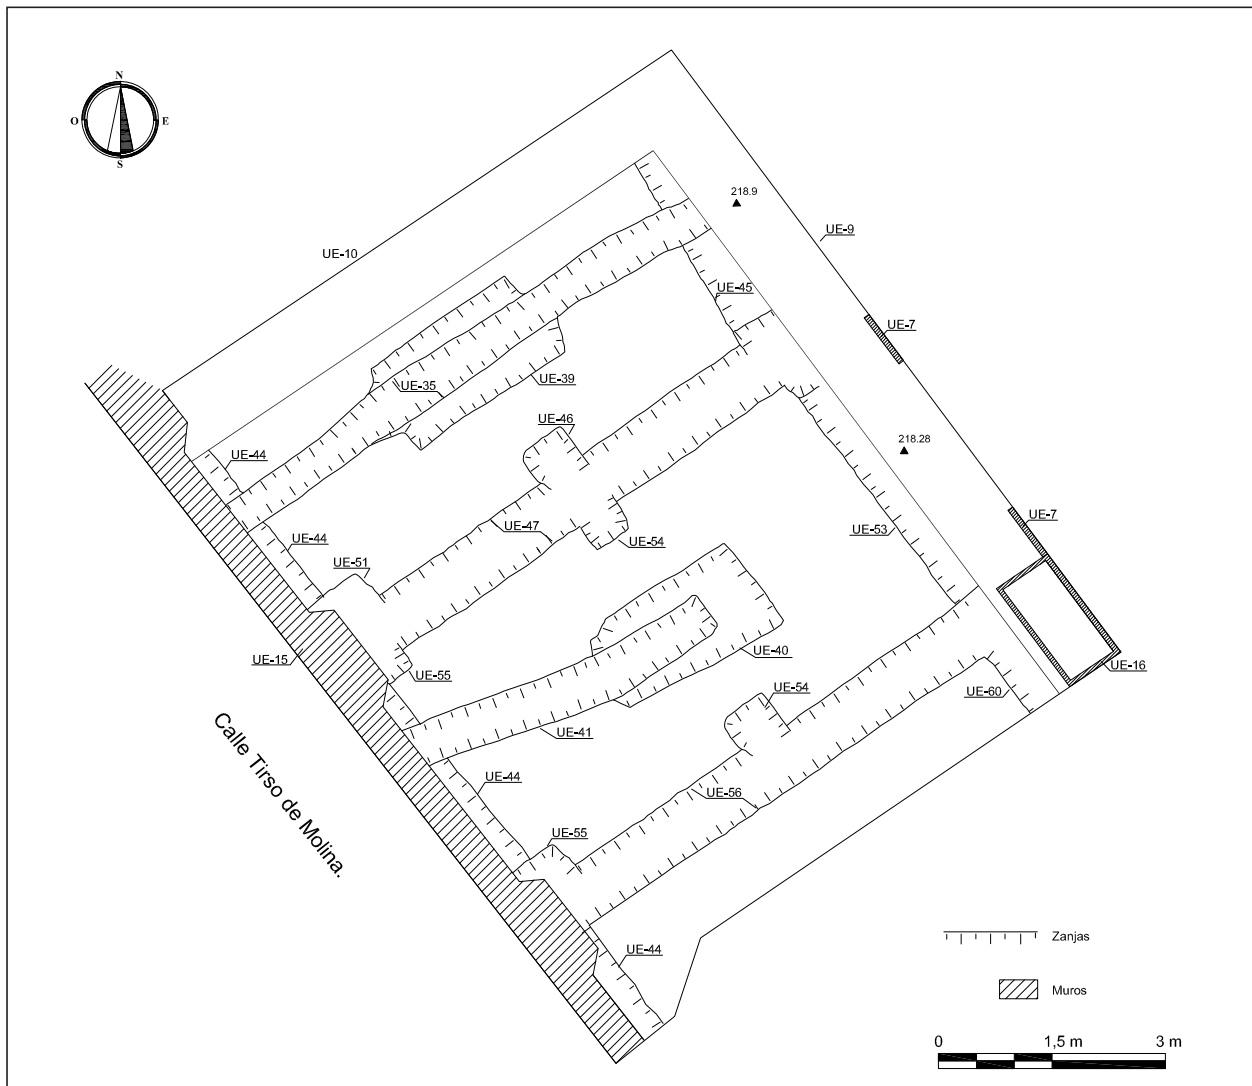 N
O
E
S
218.9
UE-10
UE-9
UE-45
UE-7
UE-35
UE-39
UE-46
218.28
UE-44
UE-7
UE-47
UE-53
UE-44
UE-54
UE-51
UE-15
UE-40
UE-16
UE-55
UE-54
UE-60
UE-41
Calle Tirso de Molina.
UE-44
UE-56
UE-55
Zanjas
UE-44
Muros
0 1,5 m 3 m